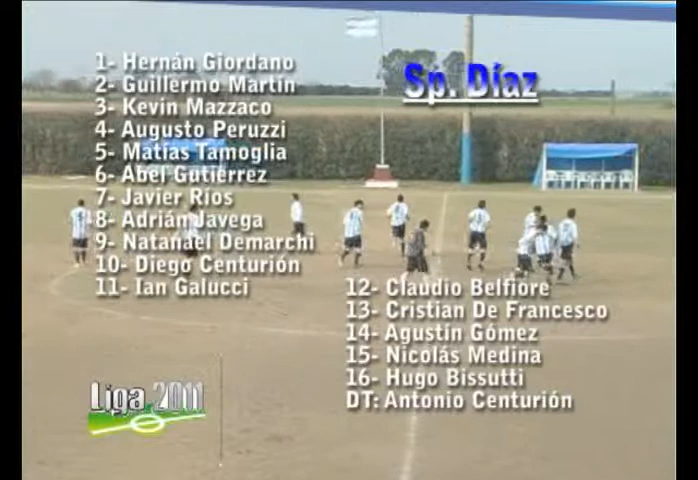 Sp. Díaz
1- Hernán Giordano
2- Guillermo Martín
3- Kevin Mazzaco
4- Augusto Peruzzi
5- Matías Tamoglia
6- Abel Gutiérrez
7- Javier Ríos
8- Adrián Javega
9- Natanael Demarchi
10- Diego Centurión
11- Ian Galucci
12- Claudio Belfiore
13- Cristian De Francesco
14- Agustín Gómez
15- Nicolás Medina
16- Hugo Bissutti
DT: Antonio Centurión
Liga 2011